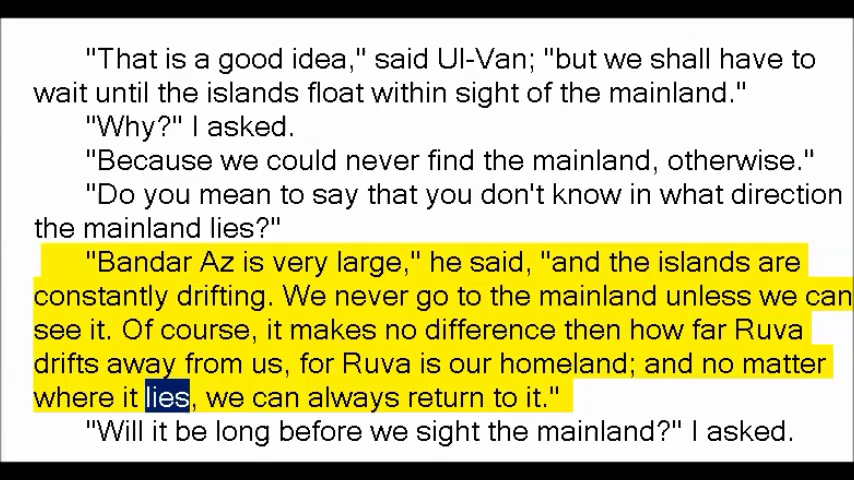 "That is a good idea," said Ul-Van; "but we shall have to
wait until the islands float within sight of the mainland."
"Why?" I asked.
"Because we could never find the mainland, otherwise."
"Do you mean to say that you don't know in what direction
the mainland lies?"
"Bandar Az is very large," he said, "and the islands are
constantly drifting. We never go to the mainland unless we can
see it. Of course, it makes no difference then how far Ruva
drifts away from us, for Ruva is our homeland; and no matter
where it lies, we can always return to it."
"Will it be long before we sight the mainland?" I asked.